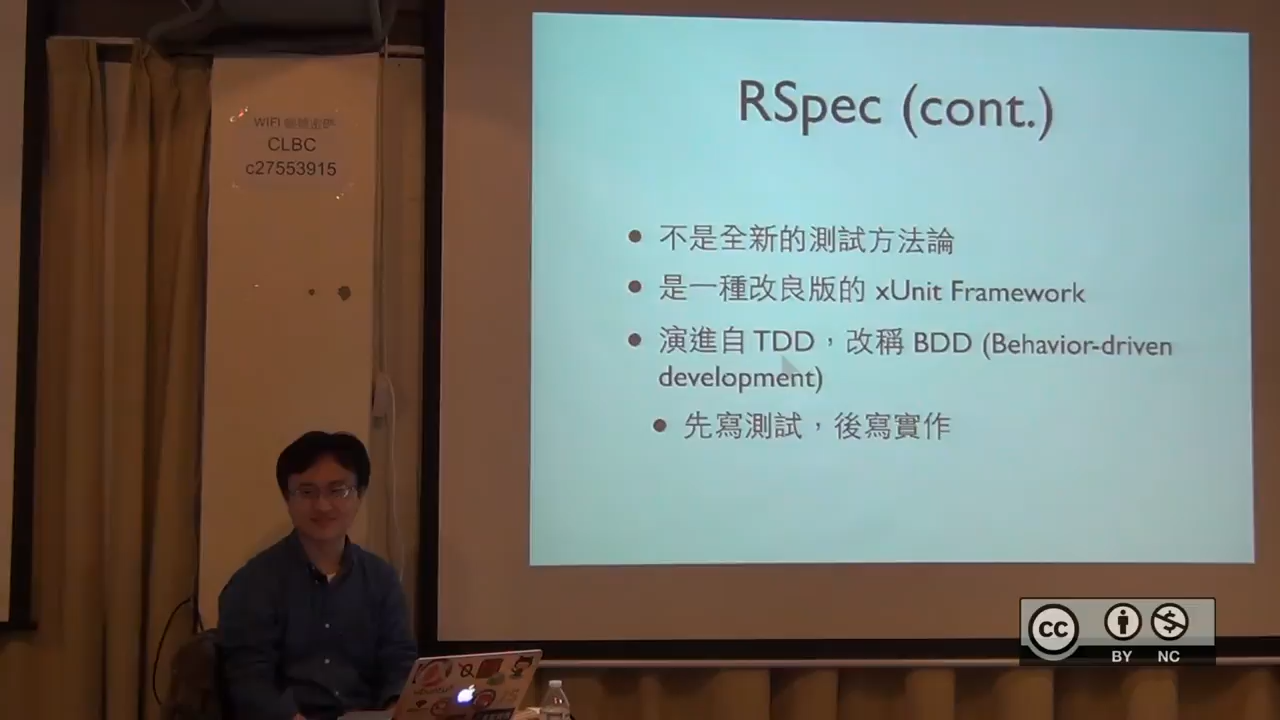 RSpec (cont.)
不是全新的測試方法論
是一種改良版的 xUnit Framework
演進自 TDD，改稱 BDD (Behavior-driven
development)
先寫測試，後寫實作
WIFI
CLBC
c27553915
ubuntu
cc
BY NC